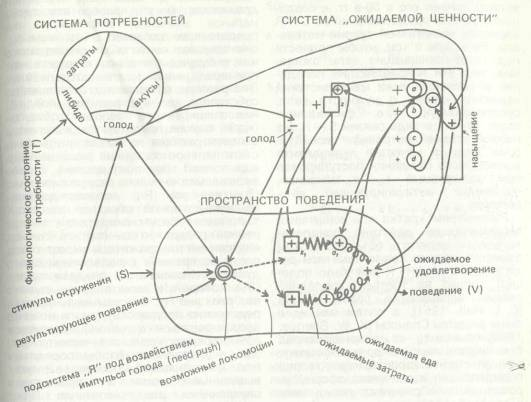 СИСТЕМА ПОТРЕБНОСТЕЙ
СИСТЕМА „ОЖИДАЕМОЙ ЦЕННОСТИ"
затраты
либидо
вкусы
голод
Физиологическое состояние
потребности (Т)
голод
насыщение
+
−
+
+
+
+
+
+
+
a
b
c
d
ПРОСТРАНСТВО ПОВЕДЕНИЯ
стимулы окружения (S)
результирующее поведение
подсистема „Я" под воздействием
импульса голода (need push)
возможные локомоции
ожидаемые затраты
ожидаемая еда
ожидаемое
удовлетворение
поведение (V)